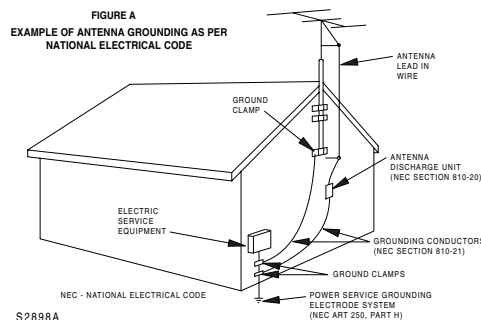 FIGURE A
EXAMPLE OF ANTENNA GROUNDING AS PER
NATIONAL ELECTRICAL CODE
ANTENNA
LEAD IN
WIRE
GROUND
CLAMP
ANTENNA
DISCHARGE UNIT
(NEC SECTION 810-20)
ELECTRIC
SERVICE
EQUIPMENT
GROUNDING CONDUCTORS
(NEC SECTION 810-21)
GROUND CLAMPS
NEC - NATIONAL ELECTRICAL CODE
POWER SERVICE GROUNDING
ELECTRODE SYSTEM
(NEC ART 250, PART H)
S2898A